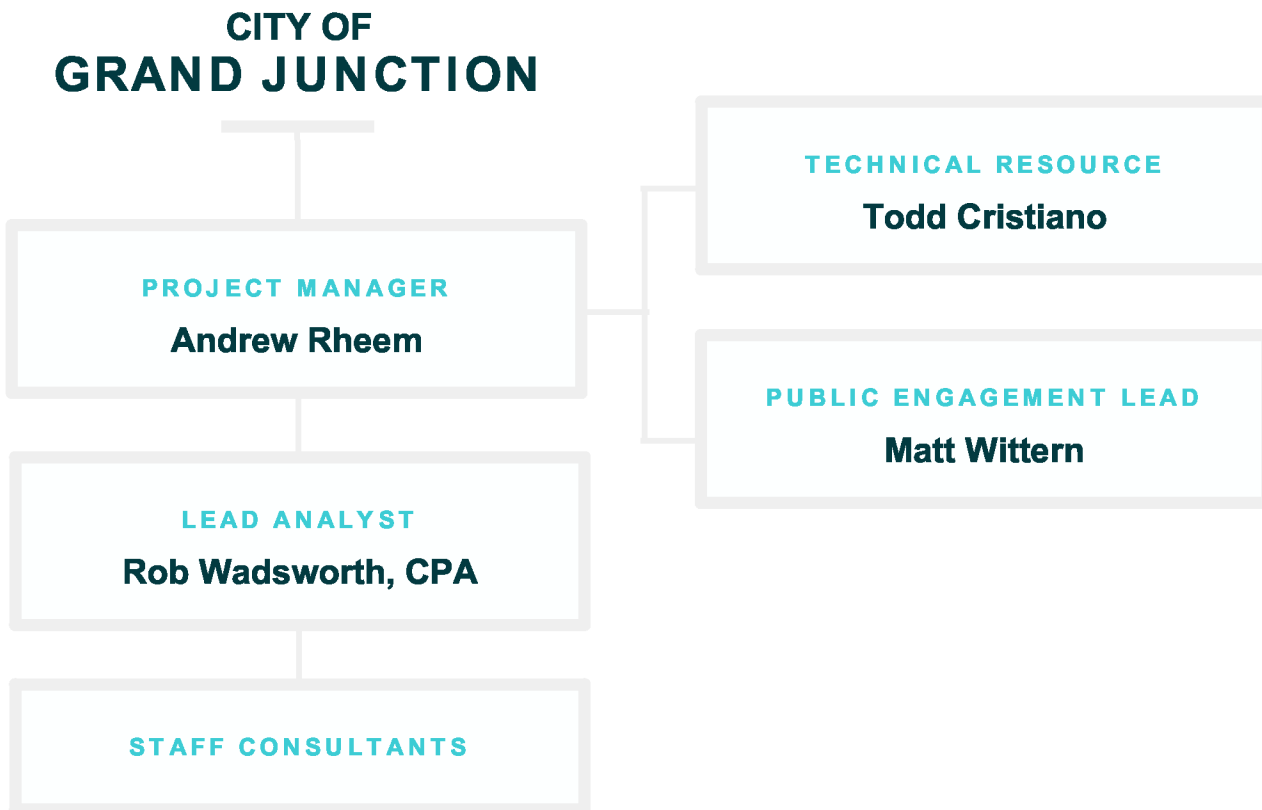 CITY OF
GRAND JUNCTION
TECHNICAL RESOURCE
Todd Cristiano
PROJECT MANAGER
Andrew Rheem
PUBLIC ENGAGEMENT LEAD
Matt Wittern
LEAD ANALYST
Rob Wadsworth, CPA
STAFF CONSULTANTS